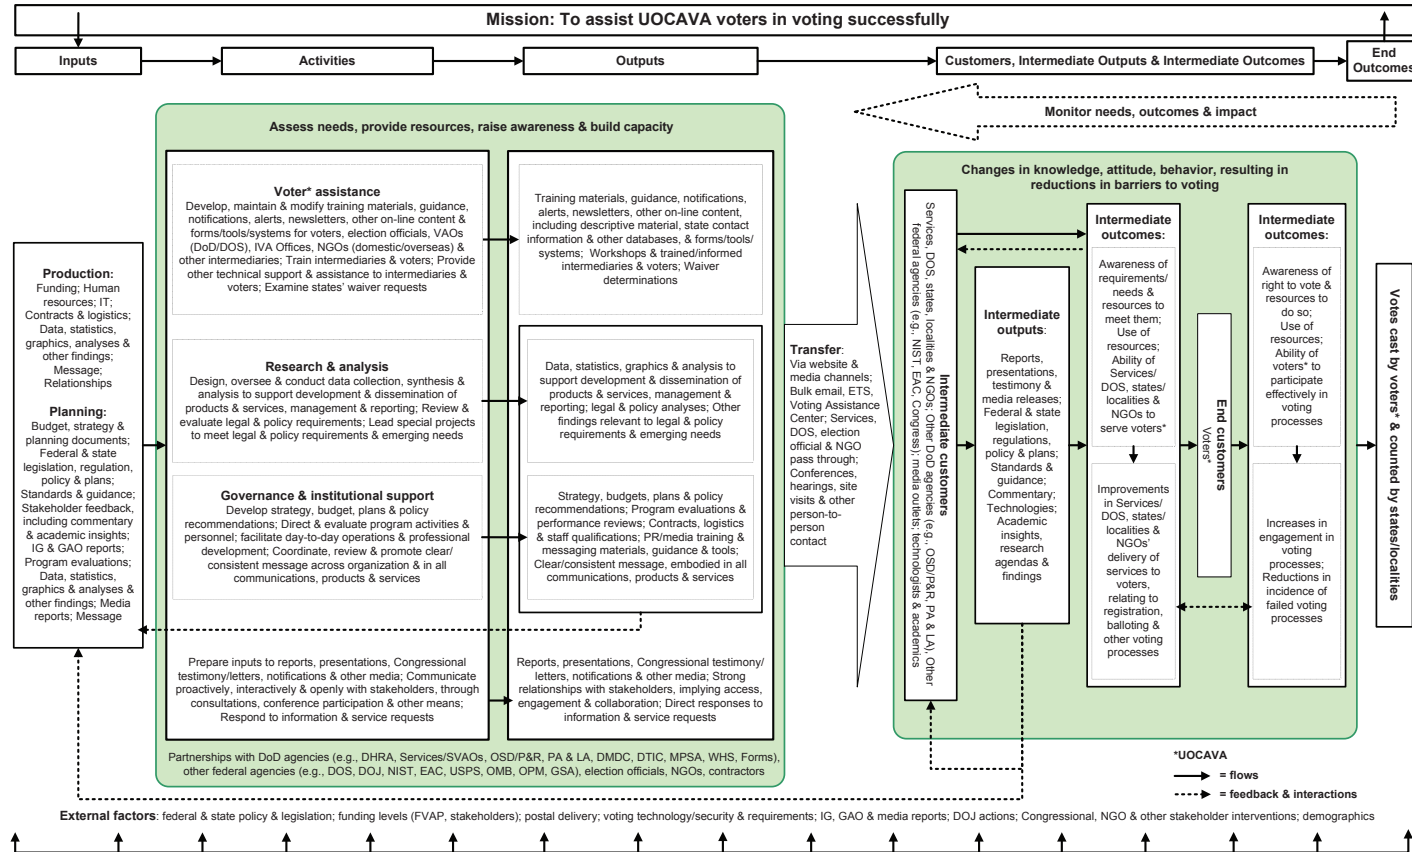 Mission: To assist UOCAVA voters in voting successfully
Inputs
Activities
Outputs
Customers, Intermediate Outputs & Intermediate Outcomes
End
Outcomes
Assess needs, provide resources, raise awareness & build capacity
Monitor needs, outcomes & impact
Production:
Funding; Human
resources; IT;
Contracts & logistics;
Data, statistics,
graphics, analyses &
other findings;
Message;
Relationships
Planning:
Budget, strategy &
planning documents;
Federal & state
legislation, regulation,
policy & plans;
Standards & guidance;
Stakeholder feedback,
including commentary
& academic insights;
IG & GAO reports;
Program evaluations;
Data, statistics,
graphics & analyses &
other findings; Media
reports; Message
Voter* assistance
Develop, maintain & modify training materials, guidance,
notifications, alerts, newsletters, other on-line content &
forms/tools/systems for voters, election officials, VAOs
(DoD/DOS), IVA Offices, NGOs (domestic/overseas) &
other intermediaries; Train intermediaries & voters; Provide
other technical support & assistance to intermediaries &
voters; Examine states' waiver requests
Research & analysis
Design, oversee & conduct data collection, synthesis &
analysis to support development & dissemination of
products & services, management & reporting; Review &
evaluate legal & policy requirements; Lead special projects
to meet legal & policy requirements & emerging needs
Governance & institutional support
Develop strategy, budget, plans & policy
recommendations; Direct & evaluate program activities &
personnel; facilitate day-to-day operations & professional
development; Coordinate, review & promote clear/
consistent message across organization & in all
communications, products & services
Prepare inputs to reports, presentations, Congressional
testimony/letters, notifications & other media; Communicate
proactively, interactively & openly with stakeholders, through
consultations, conference participation & other means;
Respond to information & service requests
Training materials, guidance, notifications,
alerts, newsletters, other on-line content,
including descriptive material, state contact
information & other databases, & forms/tools/
systems; Workshops & trained/informed
intermediaries & voters; Waiver
determinations
Data, statistics, graphics & analysis to
support development & dissemination of
products & services, management &
reporting; legal & policy analyses; Other
findings relevant to legal & policy
requirements & emerging needs
Strategy, budgets, plans & policy
recommendations; Program evaluations &
performance reviews; Contracts, logistics
& staff qualifications; PR/media training &
messaging materials, guidance & tools;
Clear/consistent message, embodied in all
communications, products & services
Reports, presentations, Congressional testimony/
letters, notifications & other media; Strong
relationships with stakeholders, implying access,
engagement & collaboration; Direct responses to
information & service requests
Partnerships with DoD agencies (e.g., DHRA, Services/SVAOs, OSD/P&R, PA & LA, DMDC, DTIC, MPSA, WHS, Forms),
other federal agencies (e.g., DOS, DOJ, NIST, EAC, USPS, OMB, OPM, GSA), election officials, NGOs, contractors
Transfer:
Via website &
media channels;
Bulk email, ETS,
Voting Assistance
Center; Services,
DOS, election
official & NGO
pass through;
Conferences,
hearings, site
visits & other
person-to-
person
contact
Changes in knowledge, attitude, behavior, resulting in
reductions in barriers to voting
Intermediate customers
Services, DOS, states, localities & NGOs; Other DoD agencies (e.g., OSD/P&R, PA & LA), Other
federal agencies (e.g., NIST, EAC, Congress); media outlets; technologists & academics
Intermediate
outputs:
Reports,
presentations,
testimony &
media releases;
Federal & state
legislation,
regulations,
policy & plans;
Standards &
guidance;
Commentary;
Technologies;
Academic
insights,
research
agendas &
findings
Intermediate
outcomes:
Awareness of
requirements/
needs &
resources to
meet them;
Use of
resources;
Ability of
Services/
DOS, states/
localities &
NGOs to
serve voters*
Improvements
in Services/
DOS, states/
localities
& NGOs'
delivery of
services to
voters,
relating to
registration,
balloting &
other voting
processes
End customers
Voters*
Intermediate
outcomes:
Awareness of
right to vote &
resources to
do so;
Use of
resources;
Ability of
voters* to
participate
effectively in
voting
processes
Increases in
engagement in
voting
processes;
Reductions in
incidence of
failed voting
processes
Votes cast by voters* & counted by states/localities
*UOCAVA
= flows
= feedback & interactions
External factors: federal & state policy & legislation; funding levels (FVAP, stakeholders); postal delivery; voting technology/security & requirements; IG, GAO & media reports; DOJ actions; Congressional, NGO & other stakeholder interventions; demographics